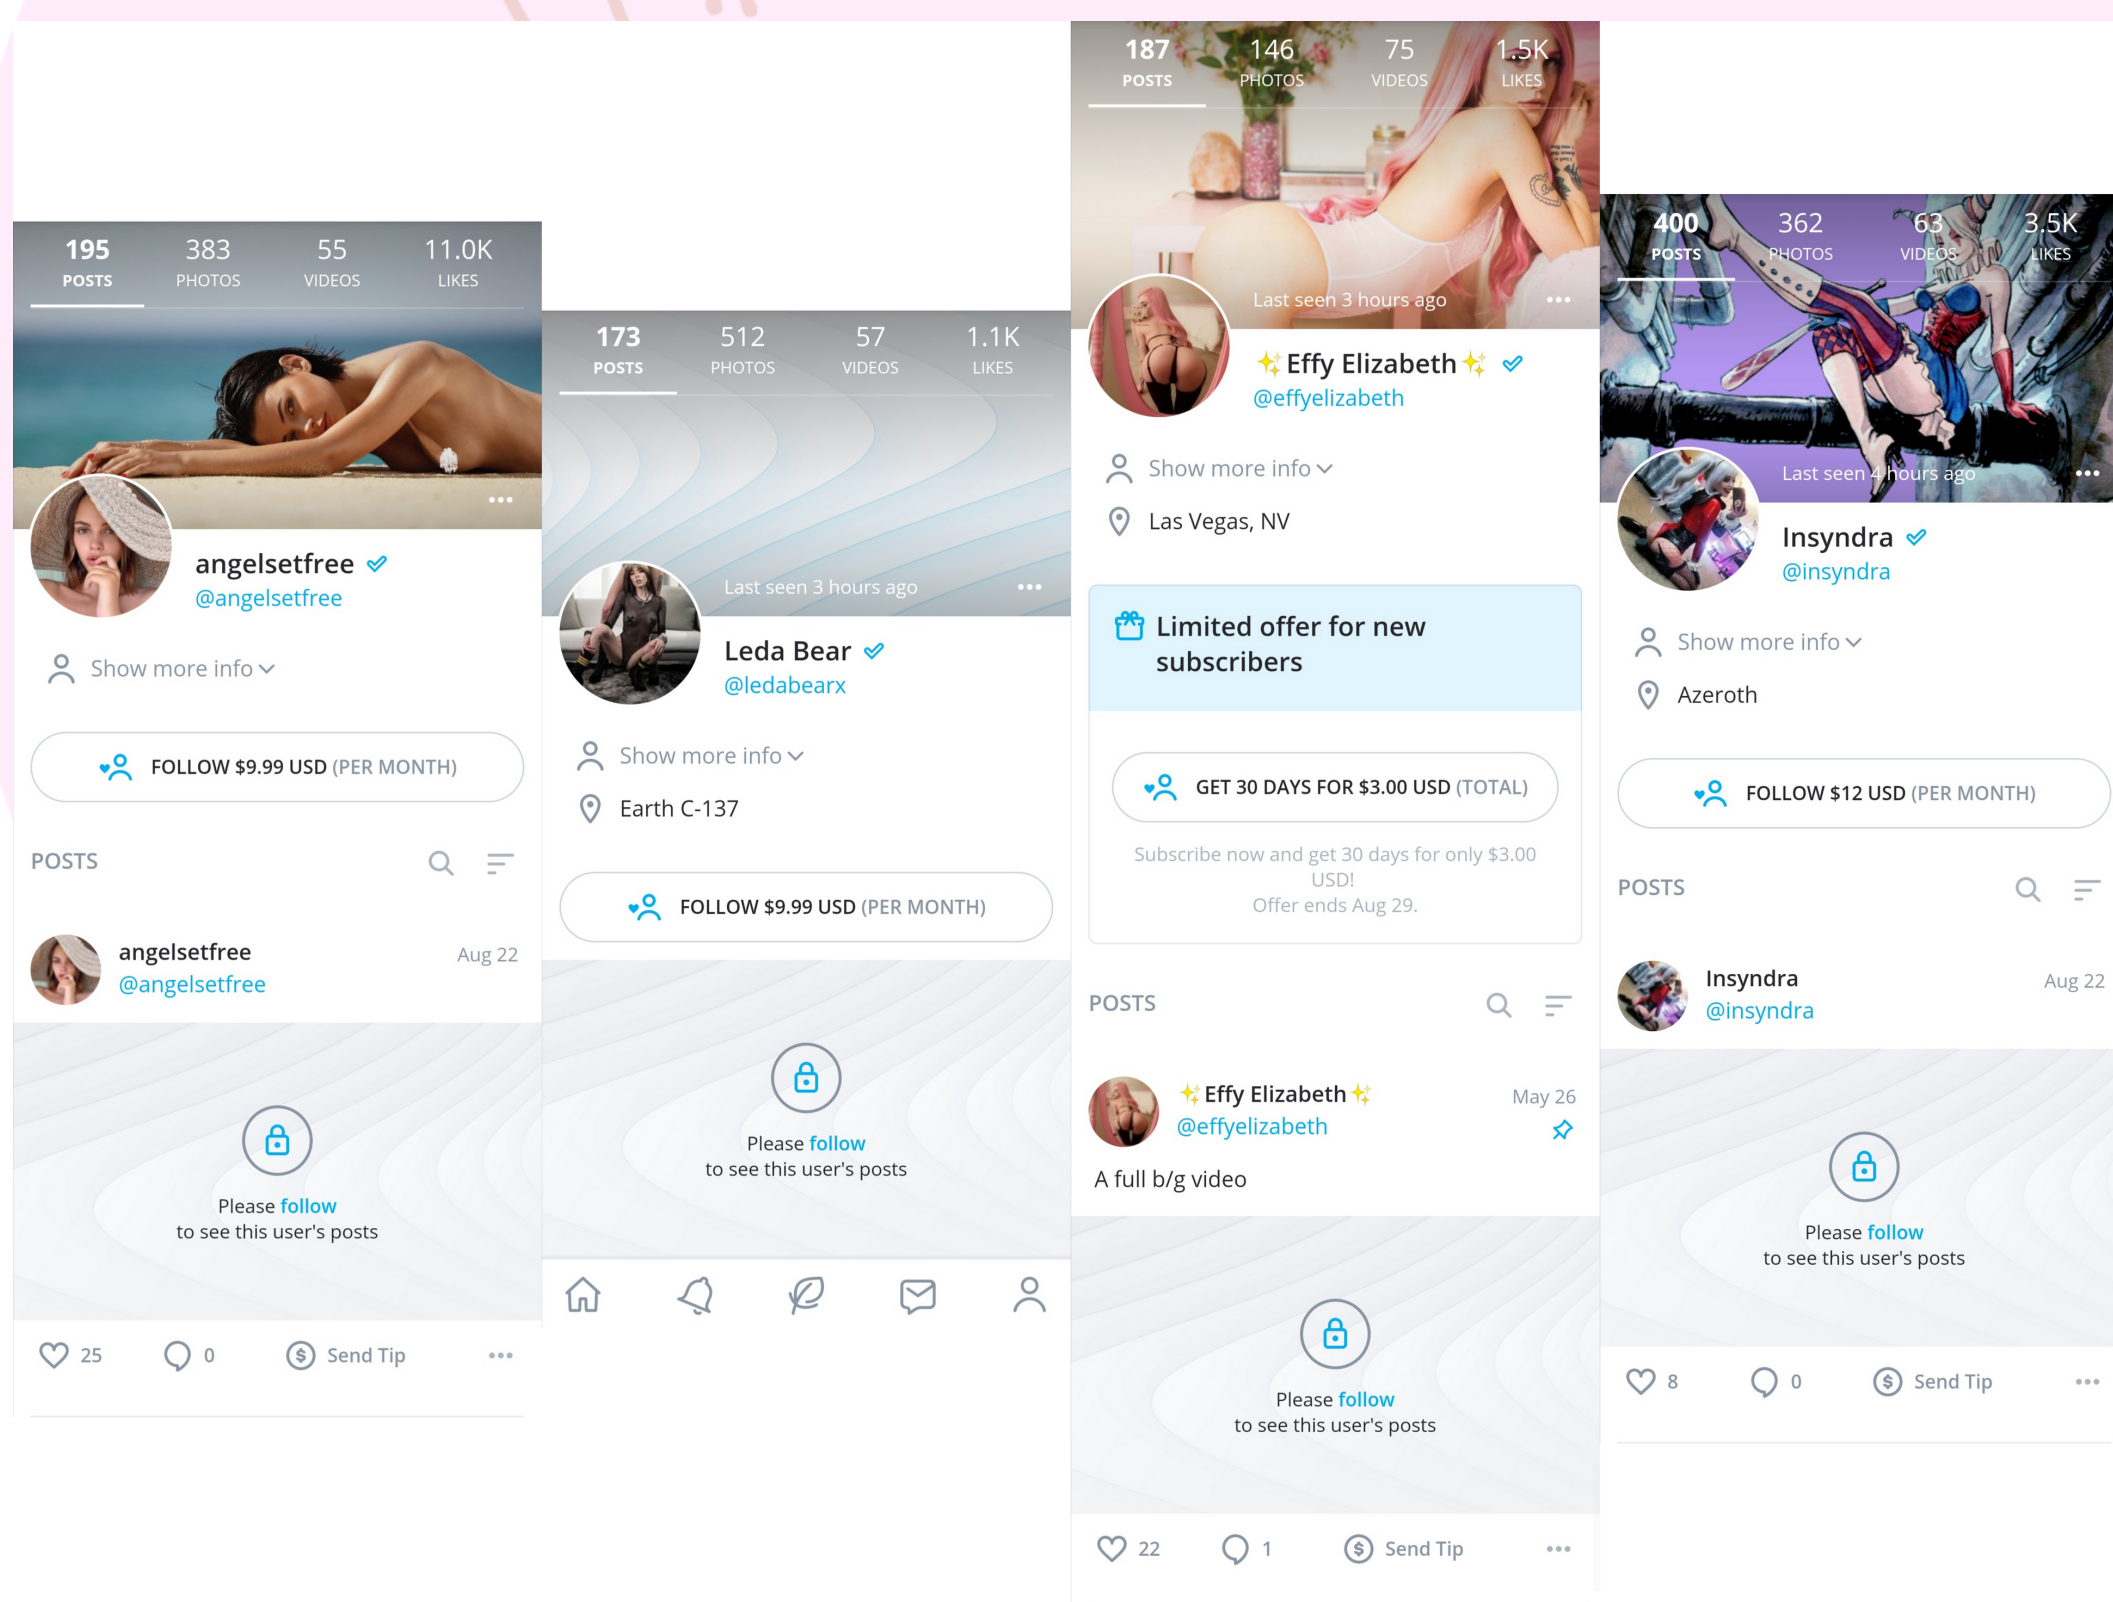 195 383 55 11.0K
POSTS PHOTOS VIDEOS LIKES
angelsetfree
@angelsetfree
Show more info
FOLLOW $9.99 USD (PER MONTH)
POSTS
angelsetfree Aug 22
@angelsetfree
Please follow
to see this user's posts
25 0 $ Send Tip
173 512 57 1.1K
POSTS PHOTOS VIDEOS LIKES
Last seen 3 hours ago
Leda Bear
@ledabearx
Show more info
Earth C-137
FOLLOW $9.99 USD (PER MONTH)
Please follow
to see this user's posts
187 146 75 1.5K
POSTS PHOTOS VIDEOS LIKES
Last seen 3 hours ago
✨Effy Elizabeth✨
@effyelizabeth
Show more info
Las Vegas, NV
Limited offer for new
subscribers
GET 30 DAYS FOR $3.00 USD (TOTAL)
Subscribe now and get 30 days for only $3.00
USD!
Offer ends Aug 29.
POSTS
✨Effy Elizabeth✨ May 26
@effyelizabeth
A full b/g video
Please follow
to see this user's posts
22 1 $ Send Tip
400 362 63 3.5K
POSTS PHOTOS VIDEOS LIKES
Last seen 4 hours ago
Insyndra
@insyndra
Show more info
Azeroth
FOLLOW $12 USD (PER MONTH)
POSTS
Insyndra Aug 22
@insyndra
Please follow
to see this user's posts
8 0 $ Send Tip